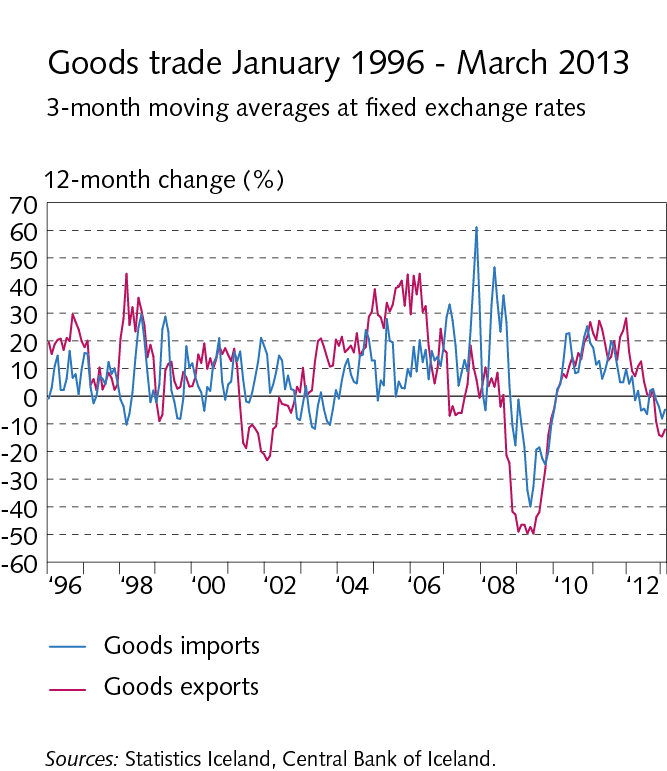 Goods trade January 1996 - March 2013
3-month moving averages at fixed exchange rates
12-month change (%)
70
60
50
40
30
20
10
0
-10
-20
-30
-40
-50
-60
‘96 ‘98 ‘00 ‘02 ‘04 ‘06 ‘08 ‘10 ‘12
Goods imports
Goods exports
Sources: Statistics Iceland, Central Bank of Iceland.